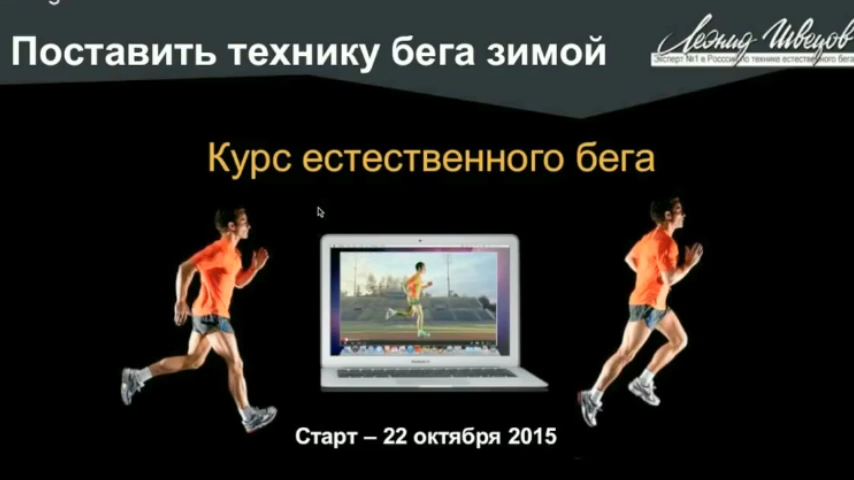 Поставить технику бега зимой
Леонид Швецов
Эксперт №1 в России по технике естественного бега
Курс естественного бега
Старт – 22 октября 2015